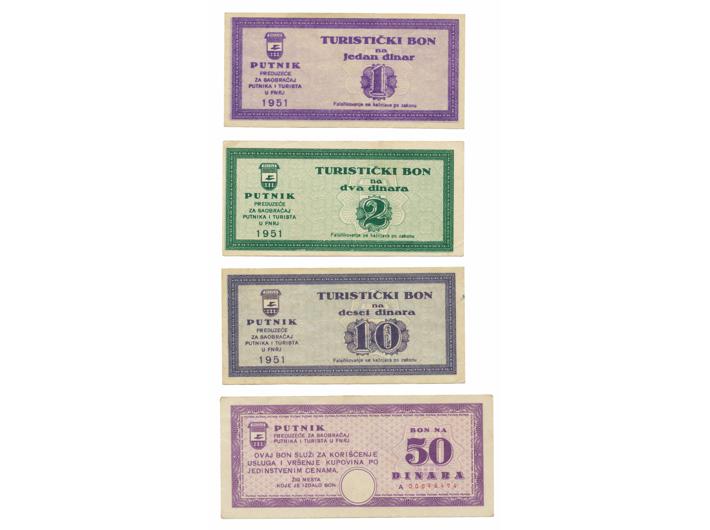 PUTNIK
PREDUZEĆE
ZA SAOBRAĆAJ
PUTNIKA I TURISTA
U FNRJ
1951
TURISTIČKI BON
na
jedan dinar
1
Falsifikovanje se kažnjava po zakonu
PUTNIK
PREDUZEĆE
ZA SAOBRAĆAJ
PUTNIKA I TURISTA
U FNRJ
1951
TURISTIČKI BON
na
dva dinara
2
Falsifikovanje se kažnjava po zakonu
PUTNIK
PREDUZEĆE
ZA SAOBRAĆAJ
PUTNIKA I TURISTA
U FNRJ
1951
TURISTIČKI BON
na
deset dinara
10
Falsifikovanje se kažnjava po zakonu
PUTNIK
PREDUZEĆE ZA SAOBRAĆAJ
PUTNIKA I TURISTA U FNRJ
OVAJ BON SLUŽI ZA KORIŠĆENJE
USLUGA I VRŠENJE KUPOVINA PO
JEDINSTVENIM CENAMA.
ŽIG MESTA
KOJE JE IZDALO BON
BON NA
50
DINARA
A